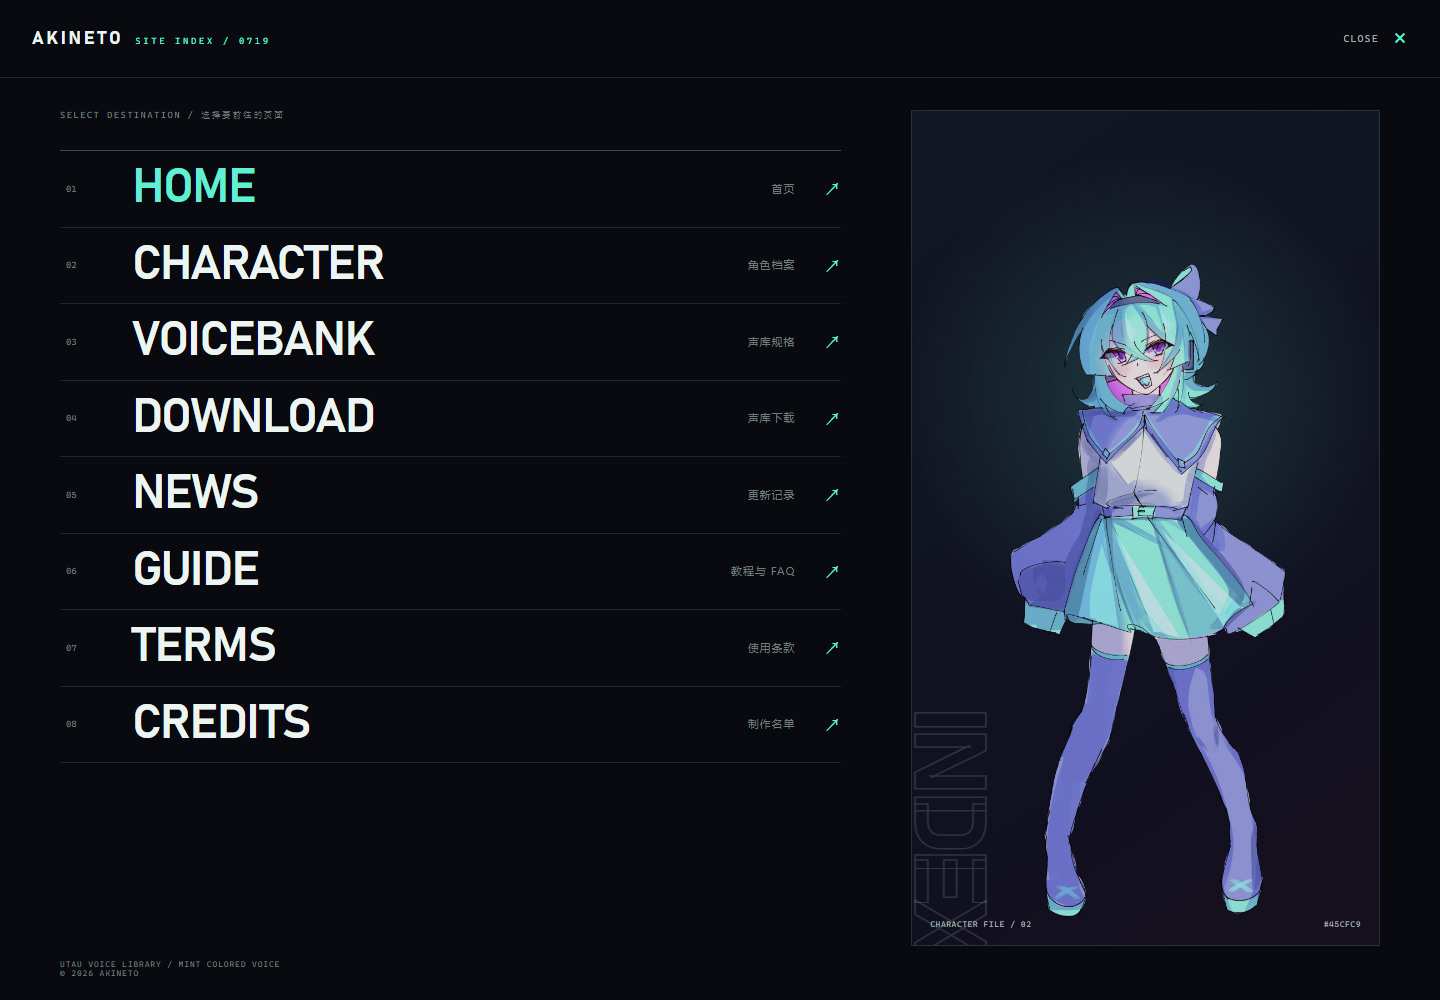 AKINETO SITE INDEX / 0719
CLOSE ×
SELECT DESTINATION / 选择要前往的页面
01 HOME 首页 ↗
02 CHARACTER 角色档案 ↗
03 VOICEBANK 声库规格 ↗
04 DOWNLOAD 声库下载 ↗
05 NEWS 更新记录 ↗
06 GUIDE 教程与 FAQ ↗
07 TERMS 使用条款 ↗
08 CREDITS 制作名单 ↗
INDEX
CHARACTER FILE / 02
#45CFC9
UTAU VOICE LIBRARY / MINT COLORED VOICE
© 2026 AKINETO